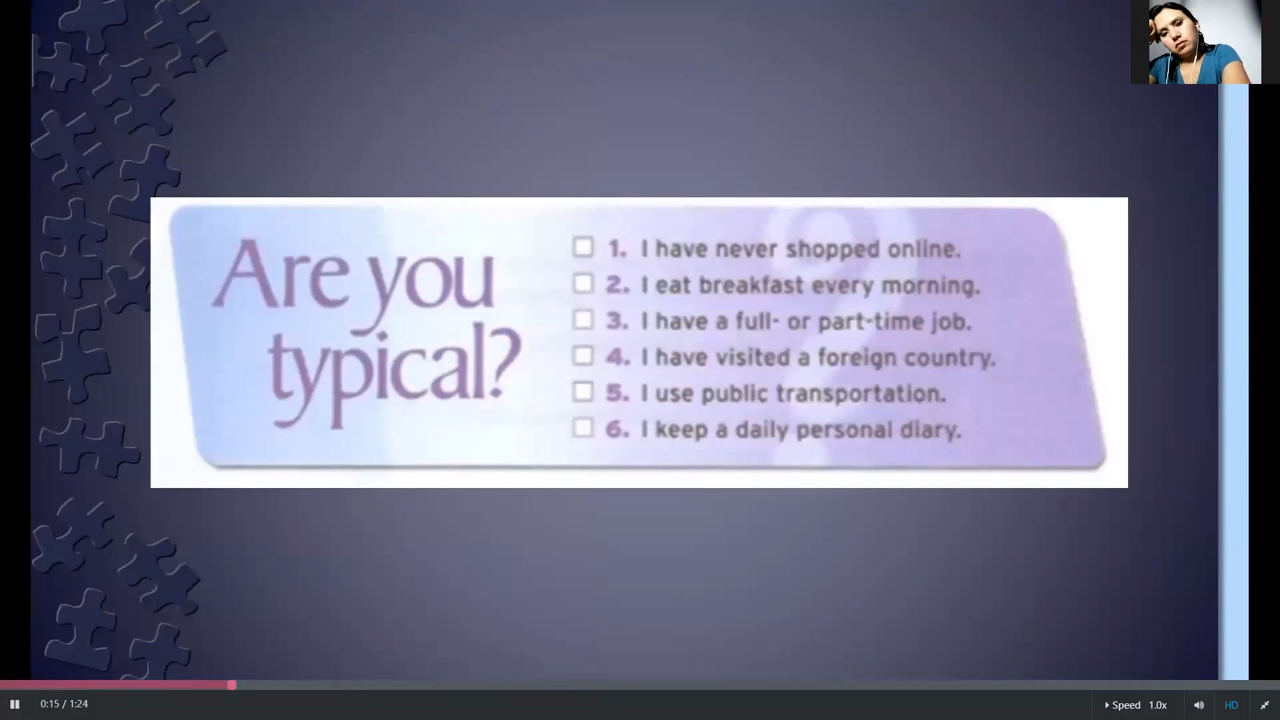 Are you
typical?
1. I have never shopped online.
2. I eat breakfast every morning.
3. I have a full- or part-time job.
4. I have visited a foreign country.
5. I use public transportation.
6. I keep a daily personal diary.
0:15 / 1:24
Speed 1.0x
HD